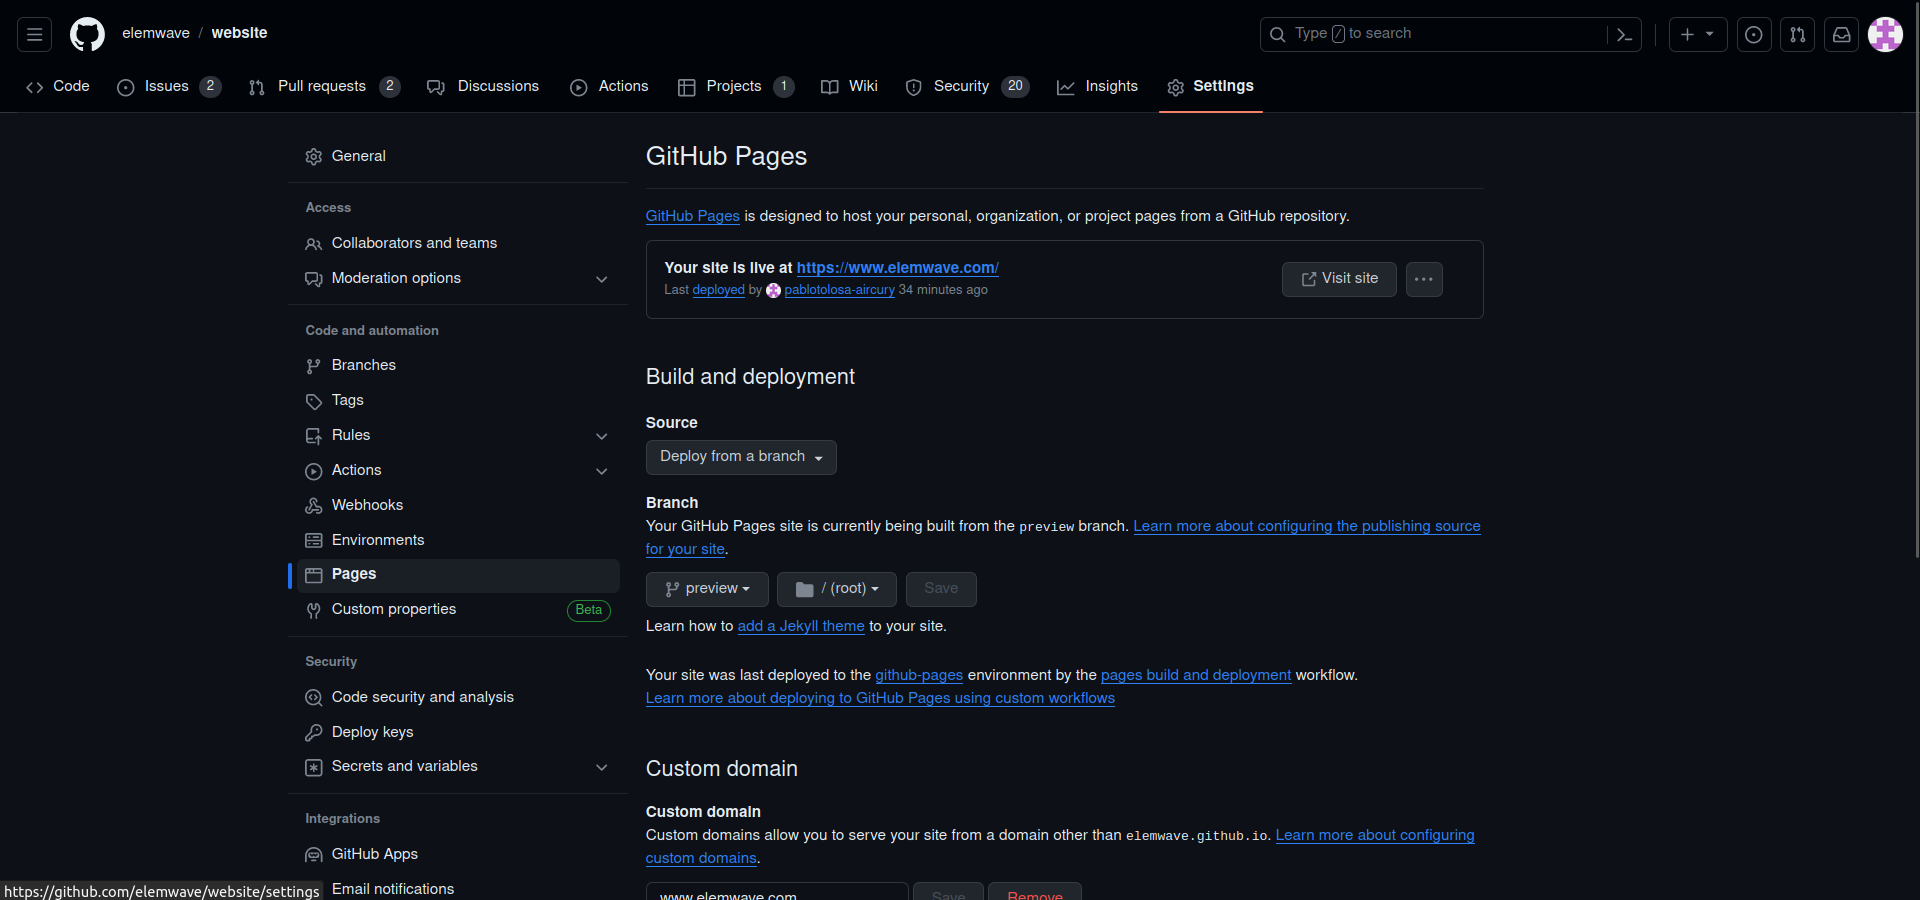 elemwave / website
Type / to search
Code
Issues 2
Pull requests 2
Discussions
Actions
Projects 1
Wiki
Security 20
Insights
Settings
General
Access
Collaborators and teams
Moderation options
Code and automation
Branches
Tags
Rules
Actions
Webhooks
Environments
Pages
Custom properties Beta
Security
Code security and analysis
Deploy keys
Secrets and variables
Integrations
GitHub Apps
Email notifications
https://github.com/elemwave/website/settings
GitHub Pages
GitHub Pages is designed to host your personal, organization, or project pages from a GitHub repository.
Your site is live at https://www.elemwave.com/
Last deployed by pablotolosa-aircury 34 minutes ago
Visit site
Build and deployment
Source
Deploy from a branch
Branch
Your GitHub Pages site is currently being built from the preview branch. Learn more about configuring the publishing source
for your site.
preview / (root) Save
Learn how to add a Jekyll theme to your site.
Your site was last deployed to the github-pages environment by the pages build and deployment workflow.
Learn more about deploying to GitHub Pages using custom workflows
Custom domain
Custom domain
Custom domains allow you to serve your site from a domain other than elemwave.github.io. Learn more about configuring
custom domains.
www.elemwave.com Save Remove